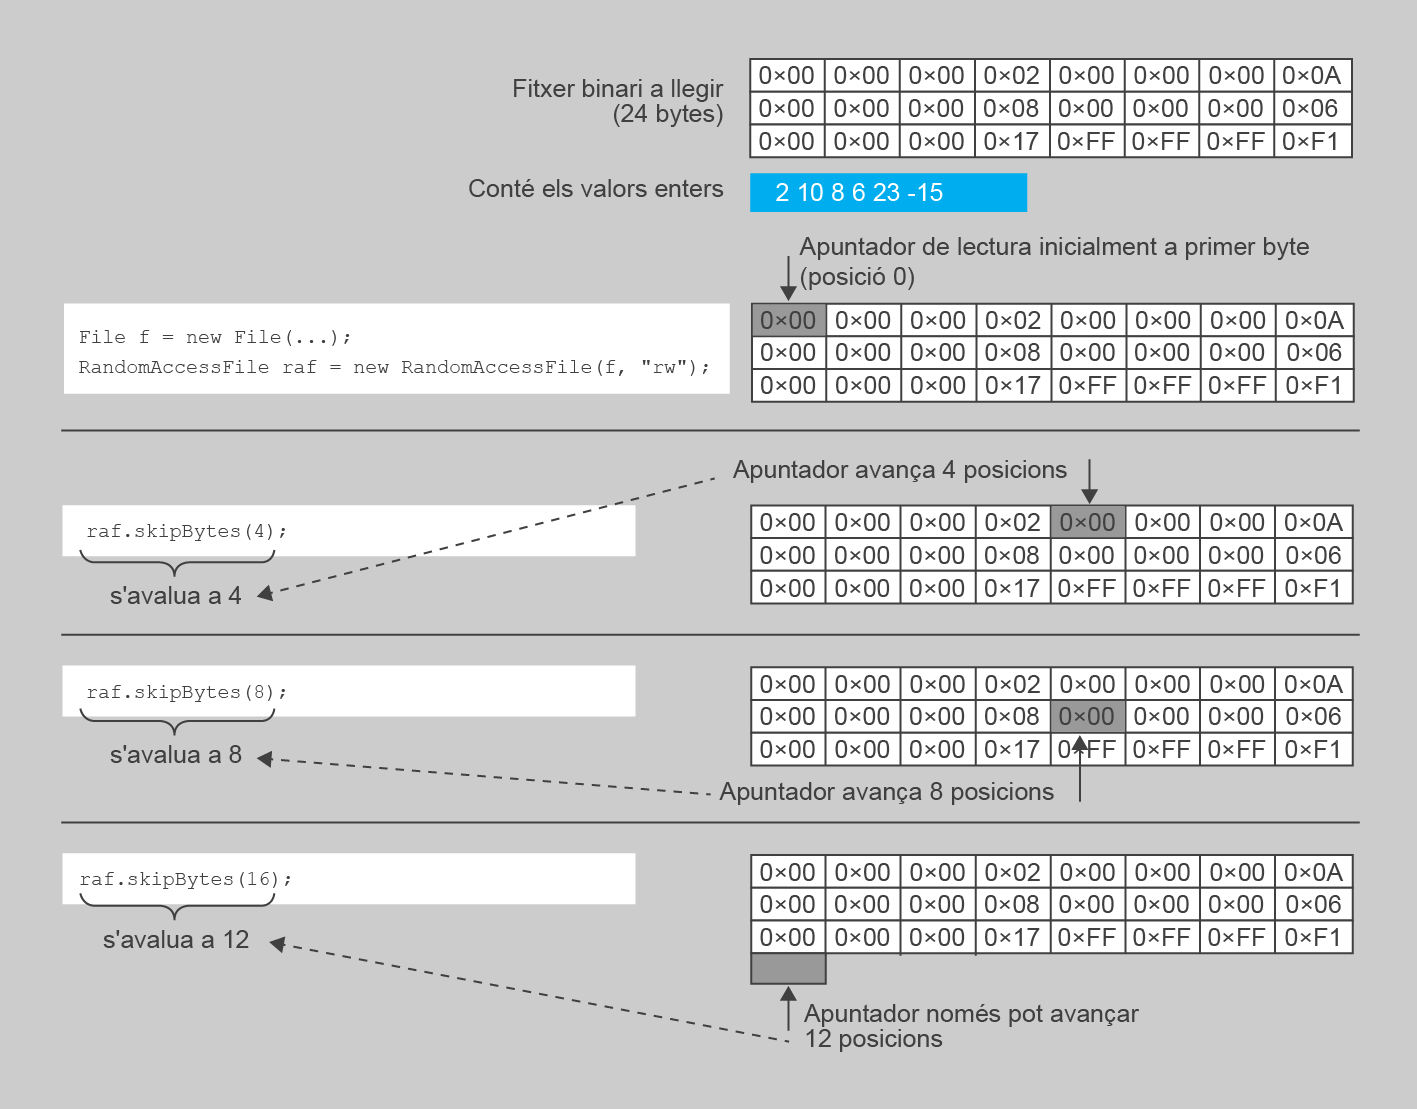 Fitxer binari a llegir
(24 bytes)
0×00 0×00 0×00 0×02 0×00 0×00 0×00 0×0A
0×00 0×00 0×00 0×08 0×00 0×00 0×00 0×06
0×00 0×00 0×00 0×17 0×FF 0×FF 0×FF 0×F1
Conté els valors enters
2 10 8 6 23 -15
Apuntador de lectura inicialment a primer byte
(posició 0)
File f = new File(...);
RandomAccessFile raf = new RandomAccessFile(f, "rw");
0×00 0×00 0×00 0×02 0×00 0×00 0×00 0×0A
0×00 0×00 0×00 0×08 0×00 0×00 0×00 0×06
0×00 0×00 0×00 0×17 0×FF 0×FF 0×FF 0×F1
Apuntador avança 4 posicions
raf.skipBytes(4);
s'avalua a 4
0×00 0×00 0×00 0×02 0×00 0×00 0×00 0×0A
0×00 0×00 0×00 0×08 0×00 0×00 0×00 0×06
0×00 0×00 0×00 0×17 0×FF 0×FF 0×FF 0×F1
raf.skipBytes(8);
s'avalua a 8
0×00 0×00 0×00 0×02 0×00 0×00 0×00 0×0A
0×00 0×00 0×00 0×08 0×00 0×00 0×00 0×06
0×00 0×00 0×00 0×17 0×FF 0×FF 0×FF 0×F1
Apuntador avança 8 posicions
raf.skipBytes(16);
s'avalua a 12
0×00 0×00 0×00 0×02 0×00 0×00 0×00 0×0A
0×00 0×00 0×00 0×08 0×00 0×00 0×00 0×06
0×00 0×00 0×00 0×17 0×FF 0×FF 0×FF 0×F1
Apuntador només pot avançar
12 posicions